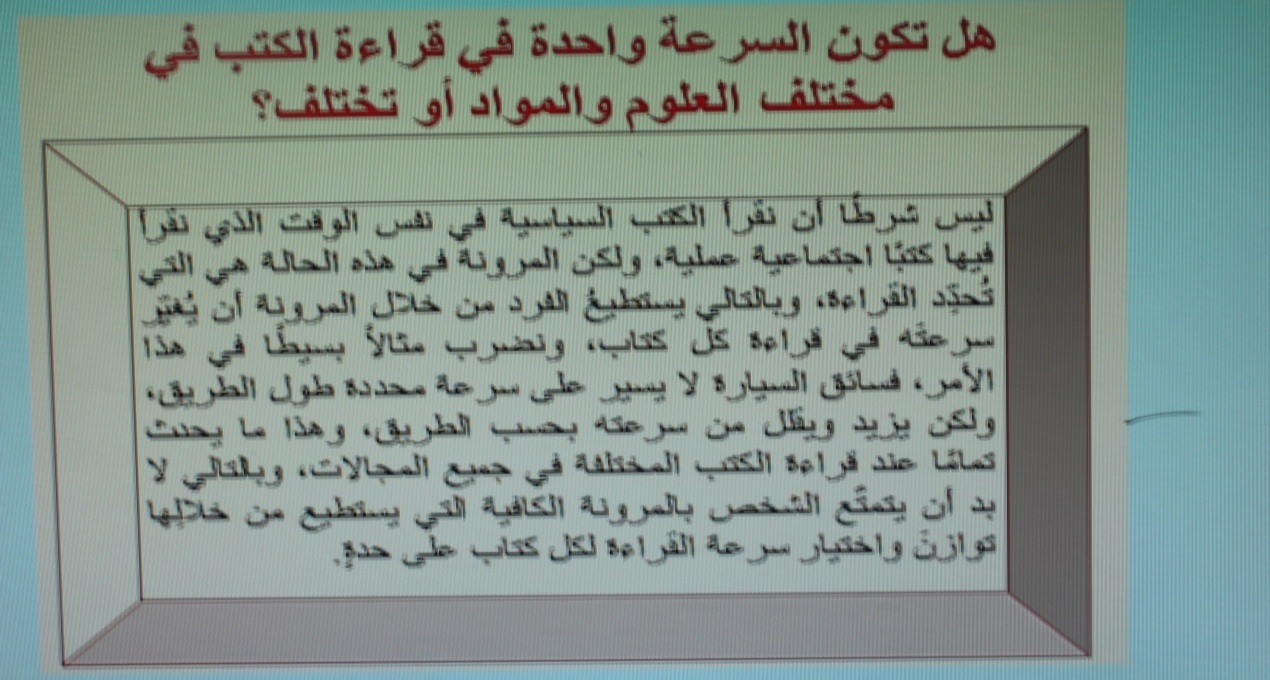 هل تكون السرعة واحدة في قراءة الكتب في
مختلف العلوم والمواد أو تختلف؟
ليس شرطًا أن نقرأ الكتب السياسية في نفس الوقت الذي نقرأ
فيها كتبًا اجتماعية عملية، ولكن المرونة في هذه الحالة هي التي
تُحدِّد القراءة، وبالتالي يستطيعُ الفرد من خلال المرونة أن يُغيِّر
سرعتَه في قراءة كل كتاب، ونضرب مثالاً بسيطًا في هذا
الأمر، فسائق السيارة لا يسير على سرعة محددة طول الطريق،
ولكن يزيد ويقلل من سرعته بحسب الطريق، وهذا ما يحدث
تمامًا عند قراءة الكتب المختلفة في جميع المجالات، وبالتالي لا
بد أن يتمتَّع الشخص بالمرونة الكافية التي يستطيع من خلالِها
توازنَ واختيار سرعة القراءة لكل كتاب على حدةٍ.